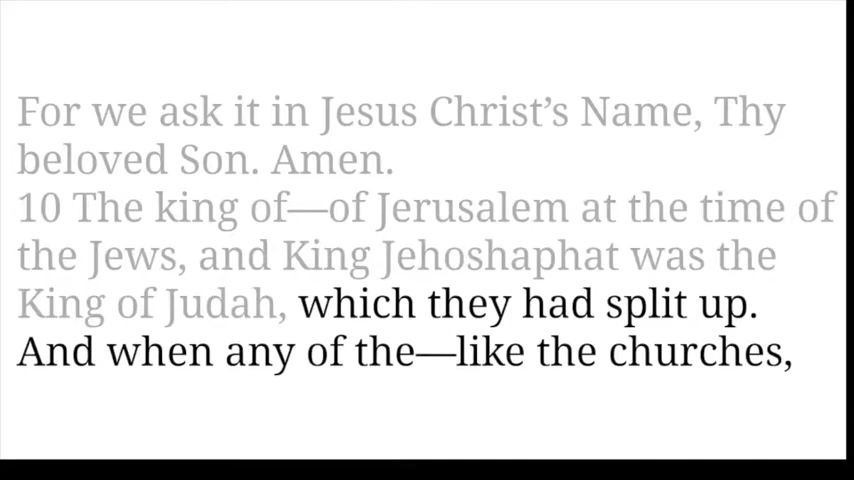 For we ask it in Jesus Christ’s Name, Thy
beloved Son. Amen.
10 The king of—of Jerusalem at the time of
the Jews, and King Jehoshaphat was the
King of Judah, which they had split up.
And when any of the—like the churches,